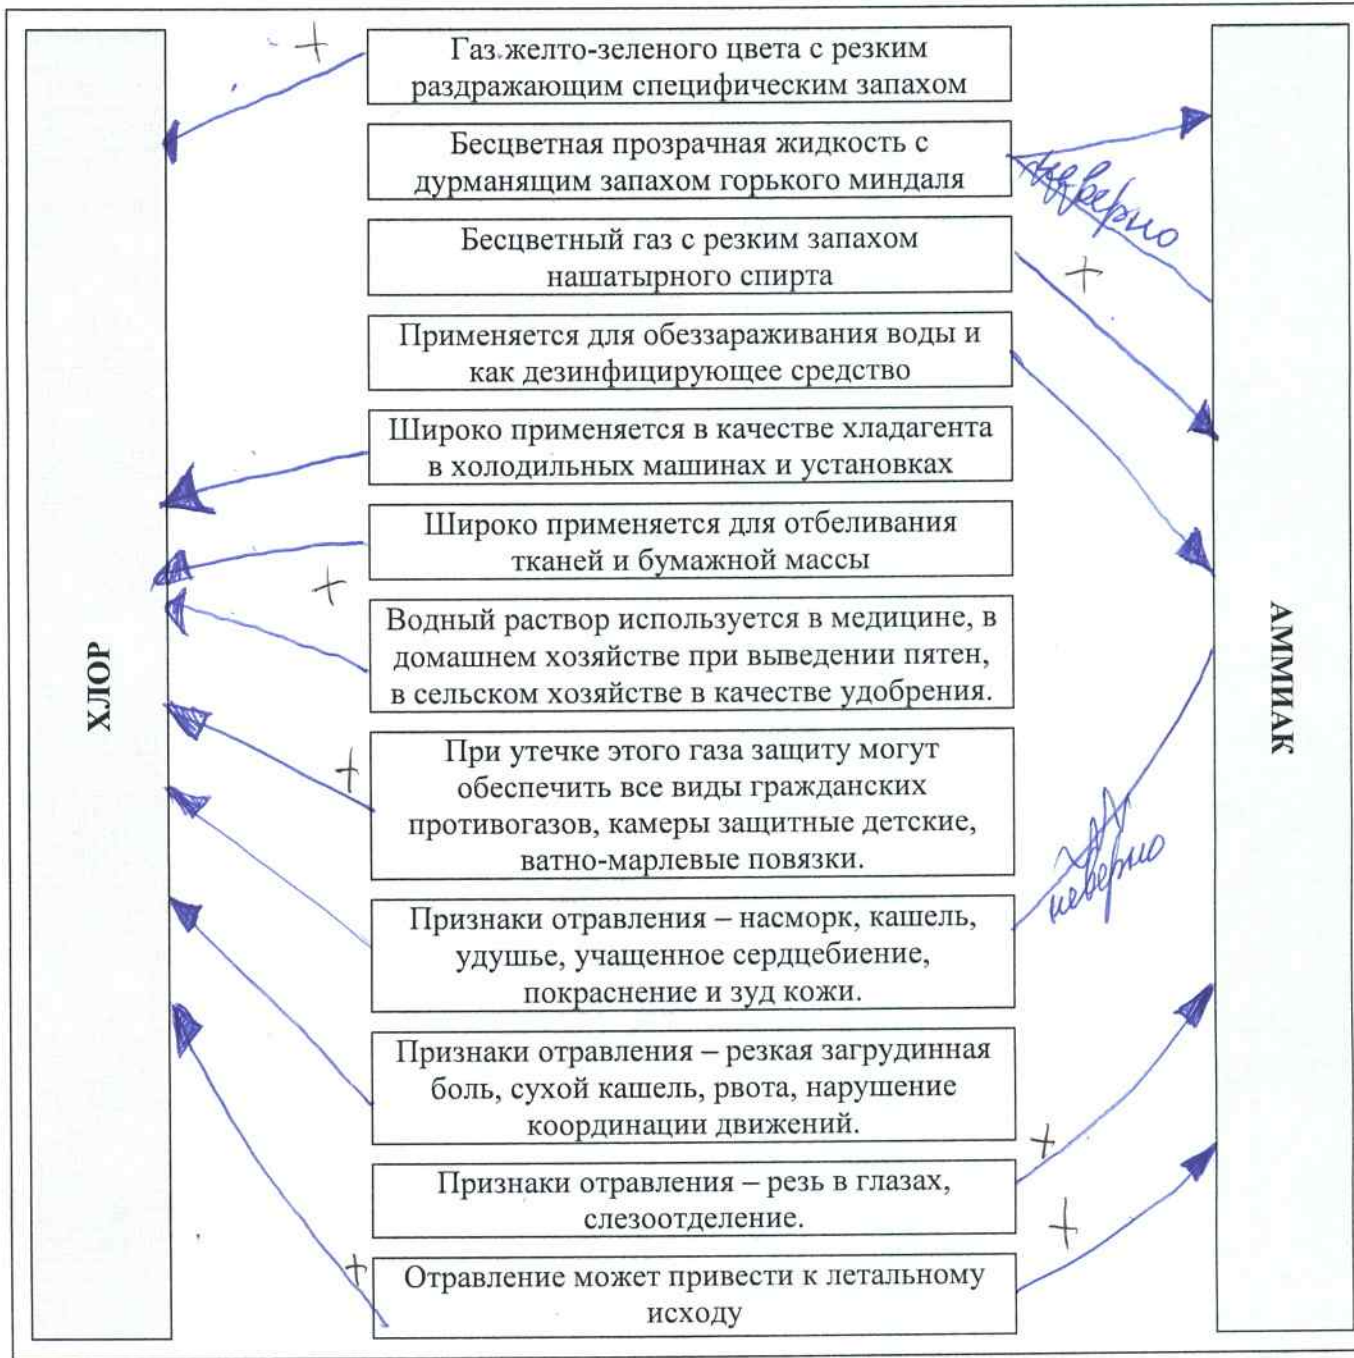 Газ желто-зеленого цвета с резким
раздражающим специфическим запахом
Бесцветная прозрачная жидкость с
дурманящим запахом горького миндаля
неверно
Бесцветный газ с резким запахом
нашатырного спирта
Применяется для обеззараживания воды и
как дезинфицирующее средство
Широко применяется в качестве хладагента
в холодильных машинах и установках
Широко применяется для отбеливания
тканей и бумажной массы
Водный раствор используется в медицине, в
домашнем хозяйстве при выведении пятен,
в сельском хозяйстве в качестве удобрения.
ХЛОР
АММИАК
При утечке этого газа защиту могут
обеспечить все виды гражданских
противогазов, камеры защитные детские,
ватно-марлевые повязки.
неверно
Признаки отравления – насморк, кашель,
удушье, учащенное сердцебиение,
покраснение и зуд кожи.
Признаки отравления – резкая загрудинная
боль, сухой кашель, рвота, нарушение
координации движений.
Признаки отравления – резь в глазах,
слезоотделение.
Отравление может привести к летальному
исходу